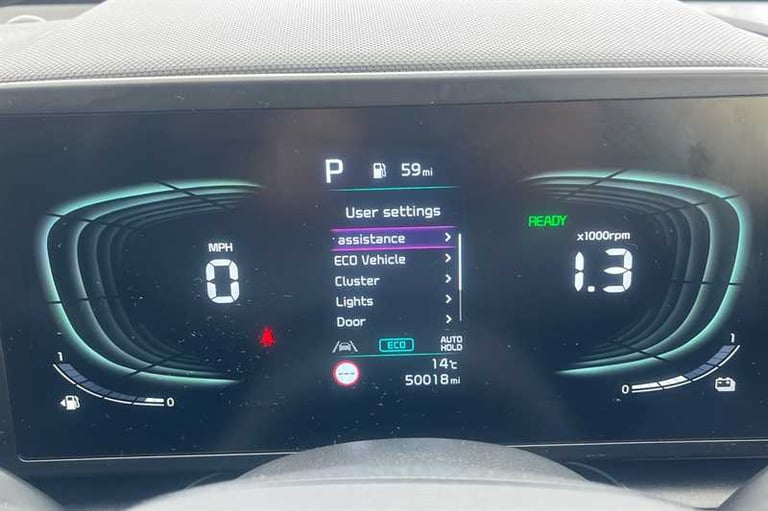 P 59mi
User settings
assistance >
ECO Vehicle >
Cluster >
Lights >
Door >
MPH
0
READY
x1000rpm
1.3
ECO
AUTO HOLD
---
14°C
50018mi
1
0
1
0